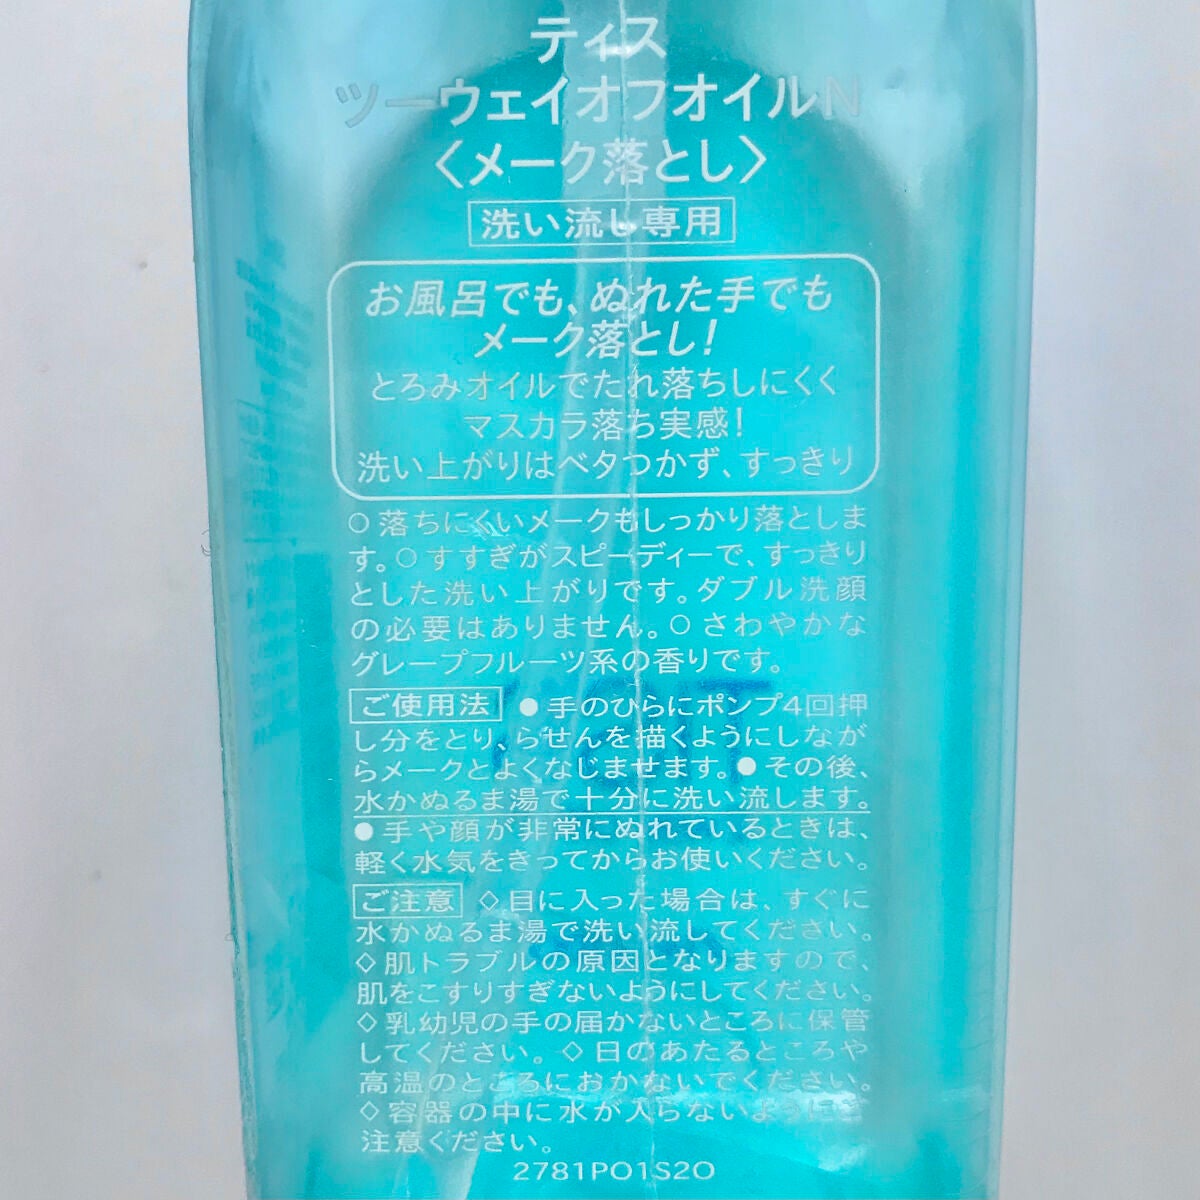 ティス
ツーウェイオフオイルN
〈メーク落とし〉
洗い流し専用
お風呂でも、ぬれた手でも
メーク落とし!
とろみオイルでたれ落ちしにくく
マスカラ落ち実感!
洗い上がりはベタつかず、すっきり
○落ちにくいメークもしっかり落としま
す。○すすぎがスピーディーで、すっきり
とした洗い上がりです。ダブル洗顔
の必要はありません。○さわやかな
グレープフルーツ系の香りです。
ご使用法 ●手のひらにポンプ4回押
し分をとり、らせんを描くようにしなが
らメークとよくなじませます。●その後、
水かぬるま湯で十分に洗い流します。
●手や顔が非常にぬれているときは、
軽く水気をきってからお使いください。
ご注意 ◇目に入った場合は、すぐに
水かぬるま湯で洗い流してください。
◇肌トラブルの原因となりますので、
肌をこすりすぎないようにしてください。
◇乳幼児の手の届かないところに保管
してください。◇日のあたるところや
高温のところにおかないでください。
◇容器の中に水が入らないようにご
注意ください。
2781PO1S2O